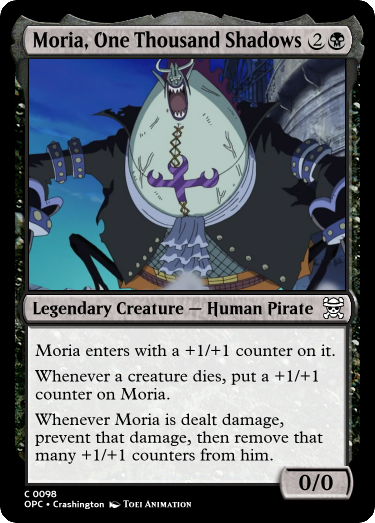 Moria, One Thousand Shadows 2
Legendary Creature — Human Pirate
Moria enters with a +1/+1 counter on it.
Whenever a creature dies, put a +1/+1
counter on Moria.
Whenever Moria is dealt damage,
prevent that damage, then remove that
many +1/+1 counters from him.
0/0
C 0098
OPC • Crashington TOEI ANIMATION